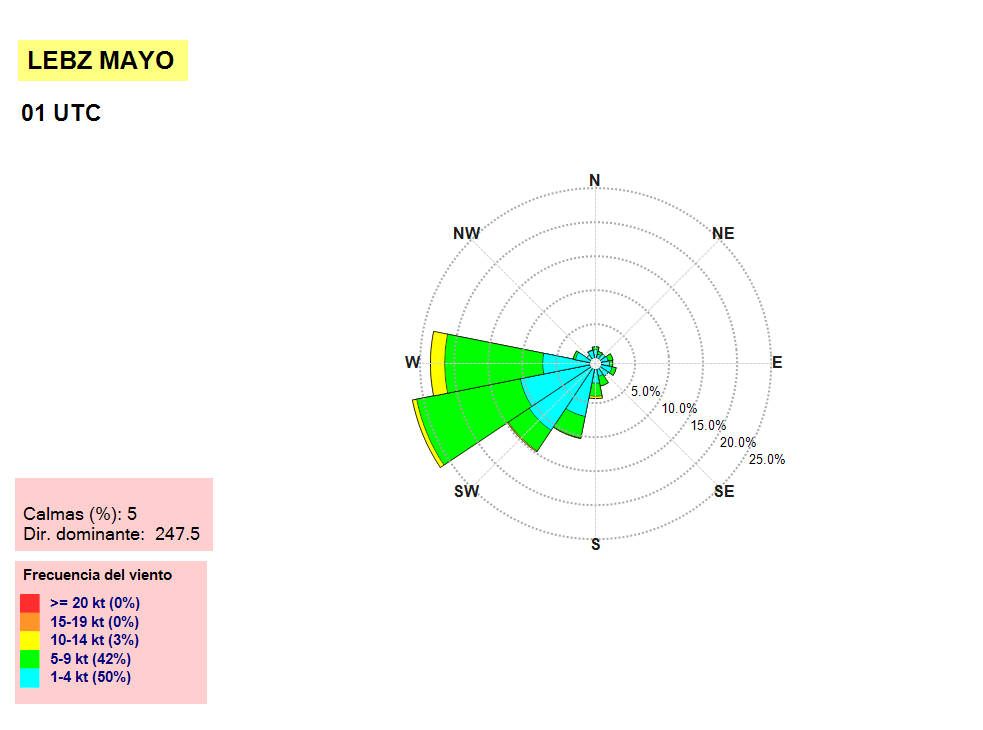 LEBZ MAYO
01 UTC
N
NW
NE
W
E
5.0%
10.0%
15.0%
20.0%
25.0%
SW
SE
S
Calmas (%): 5
Dir. dominante: 247.5
Frecuencia del viento
>= 20 kt (0%)
15-19 kt (0%)
10-14 kt (3%)
5-9 kt (42%)
1-4 kt (50%)